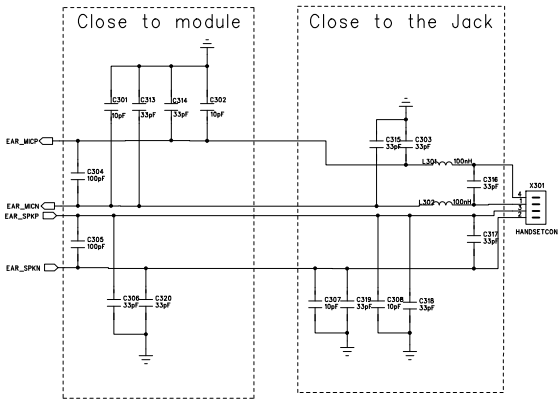 Close to module
Close to the Jack
C301
10pF
C313
33pF
C314
33pF
C302
10pF
EAR_MICP
C315
33pF
C303
33pF
L301
100nH
C304
100pF
C316
33pF
X301
EAR_MICN
L302
100nH
4
1
3
2
EAR_SPKP
HANDSETCON
C305
100pF
C317
33pF
EAR_SPKN
C306
33pF
C320
33pF
C307
10pF
C319
33pF
C308
10pF
C318
33pF